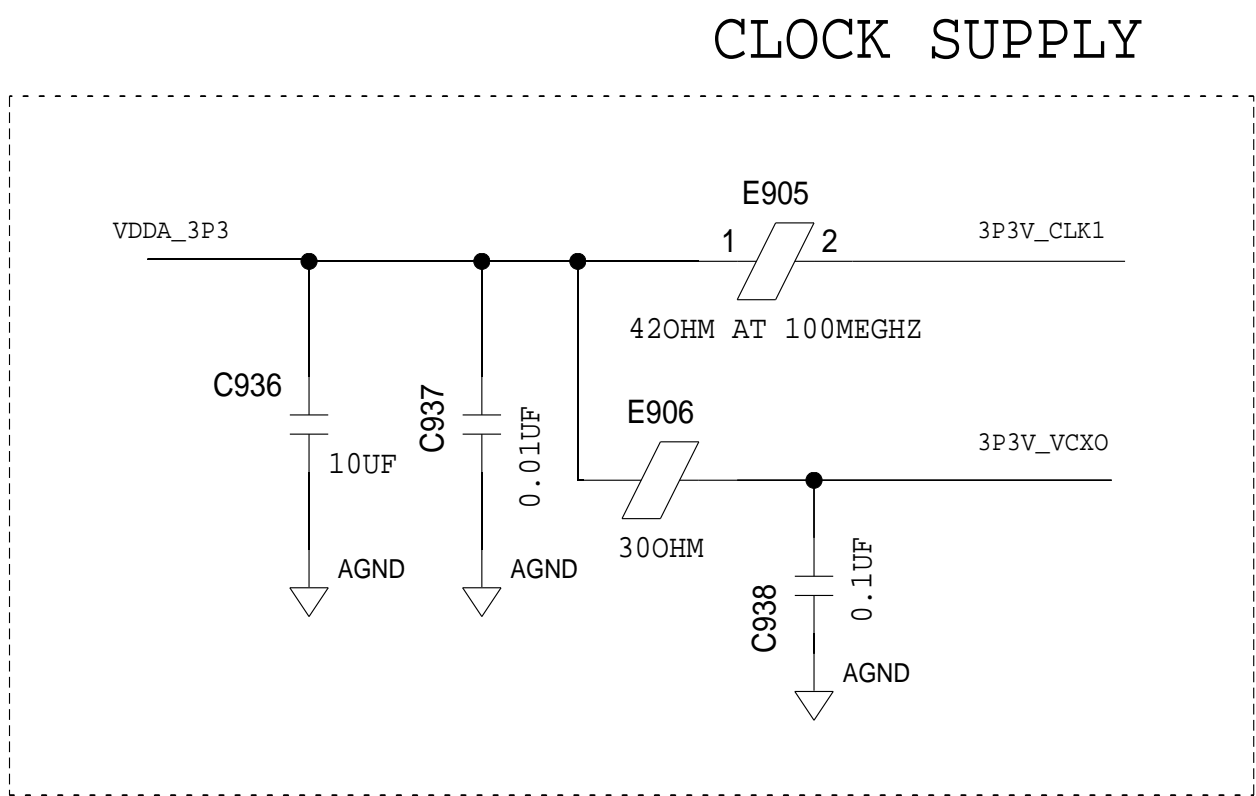 CLOCK SUPPLY
E905
VDDA_3P3
1
2
3P3V_CLK1
42OHM AT 100MEGHZ
C936
10UF
C937
0.01UF
E906
3P3V_VCXO
30OHM
AGND
AGND
C938
0.1UF
AGND